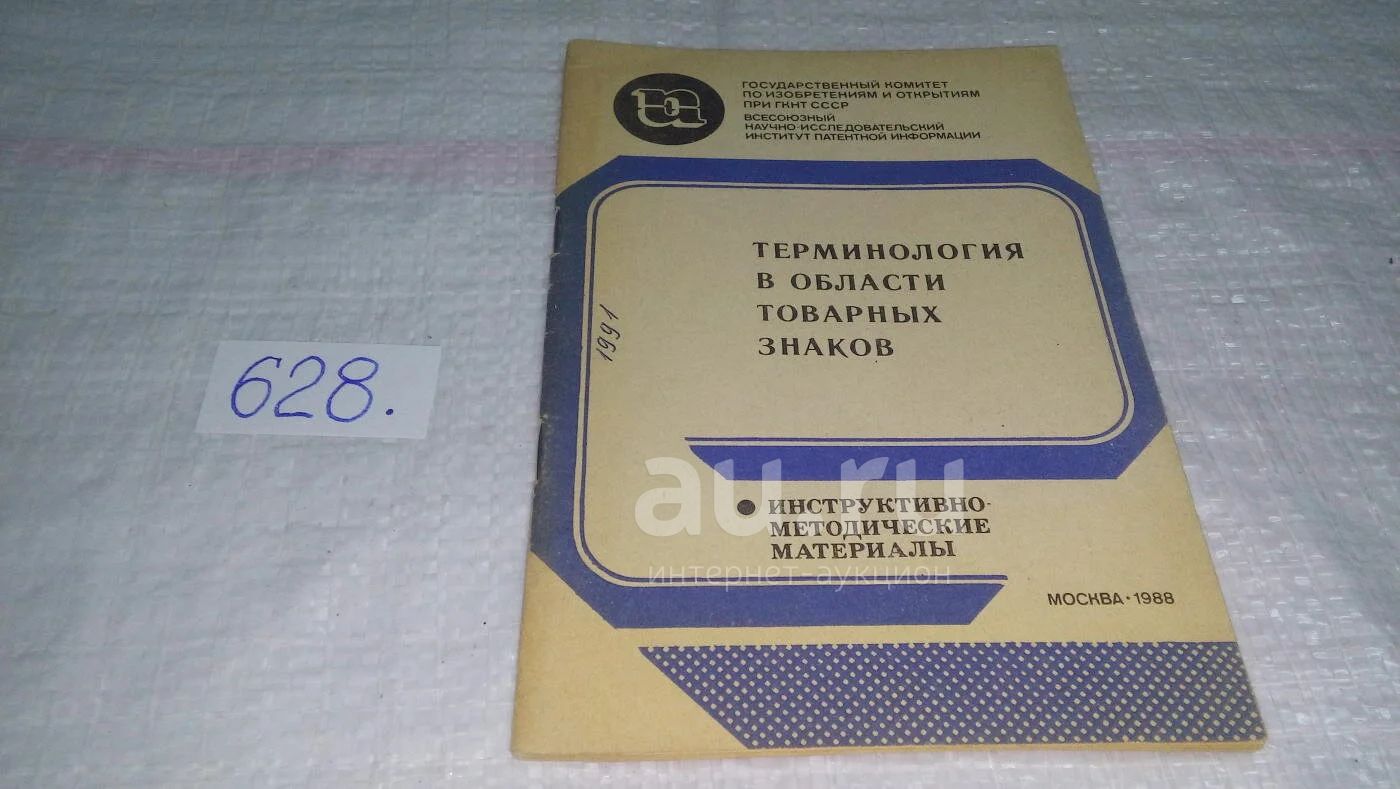 ГОСУДАРСТВЕННЫЙ КОМИТЕТ
ПО ИЗОБРЕТЕНИЯМ И ОТКРЫТИЯМ
ПРИ ГКНТ СССР
ВСЕСОЮЗНЫЙ
НАУЧНО-ИССЛЕДОВАТЕЛЬСКИЙ
ИНСТИТУТ ПАТЕНТНОЙ ИНФОРМАЦИИ
ТЕРМИНОЛОГИЯ
В ОБЛАСТИ
ТОВАРНЫХ
ЗНАКОВ
1991
628.
au.ru
интернет-аукцион
● ИНСТРУКТИВНО-
МЕТОДИЧЕСКИЕ
МАТЕРИАЛЫ
МОСКВА · 1988